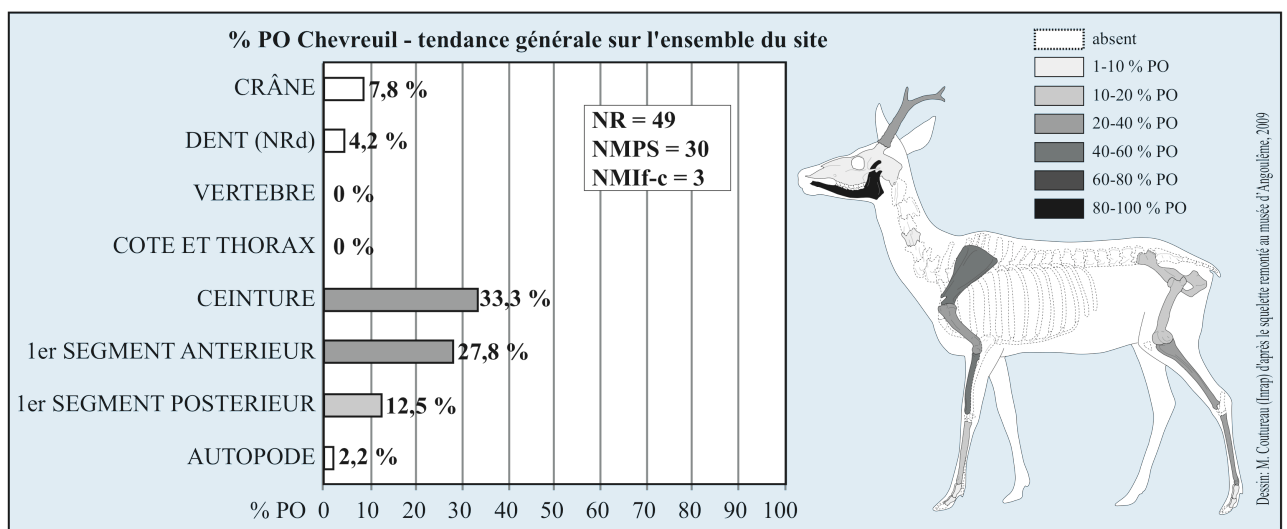 % PO Chevreuil - tendance générale sur l'ensemble du site
CRÂNE 7,8 %
DENT (NRd) 4,2 %
VERTEBRE 0 %
COTE ET THORAX 0 %
CEINTURE 33,3 %
1er SEGMENT ANTERIEUR 27,8 %
1er SEGMENT POSTERIEUR 12,5 %
AUTOPODE 2,2 %
% PO 0 10 20 30 40 50 60 70 80 90 100
NR = 49
NMPS = 30
NMIf-c = 3
absent
1-10 % PO
10-20 % PO
20-40 % PO
40-60 % PO
60-80 % PO
80-100 % PO
Dessin: M. Coutureau (Inrap) d'après le squelette remonté au musée d'Angoulême, 2009